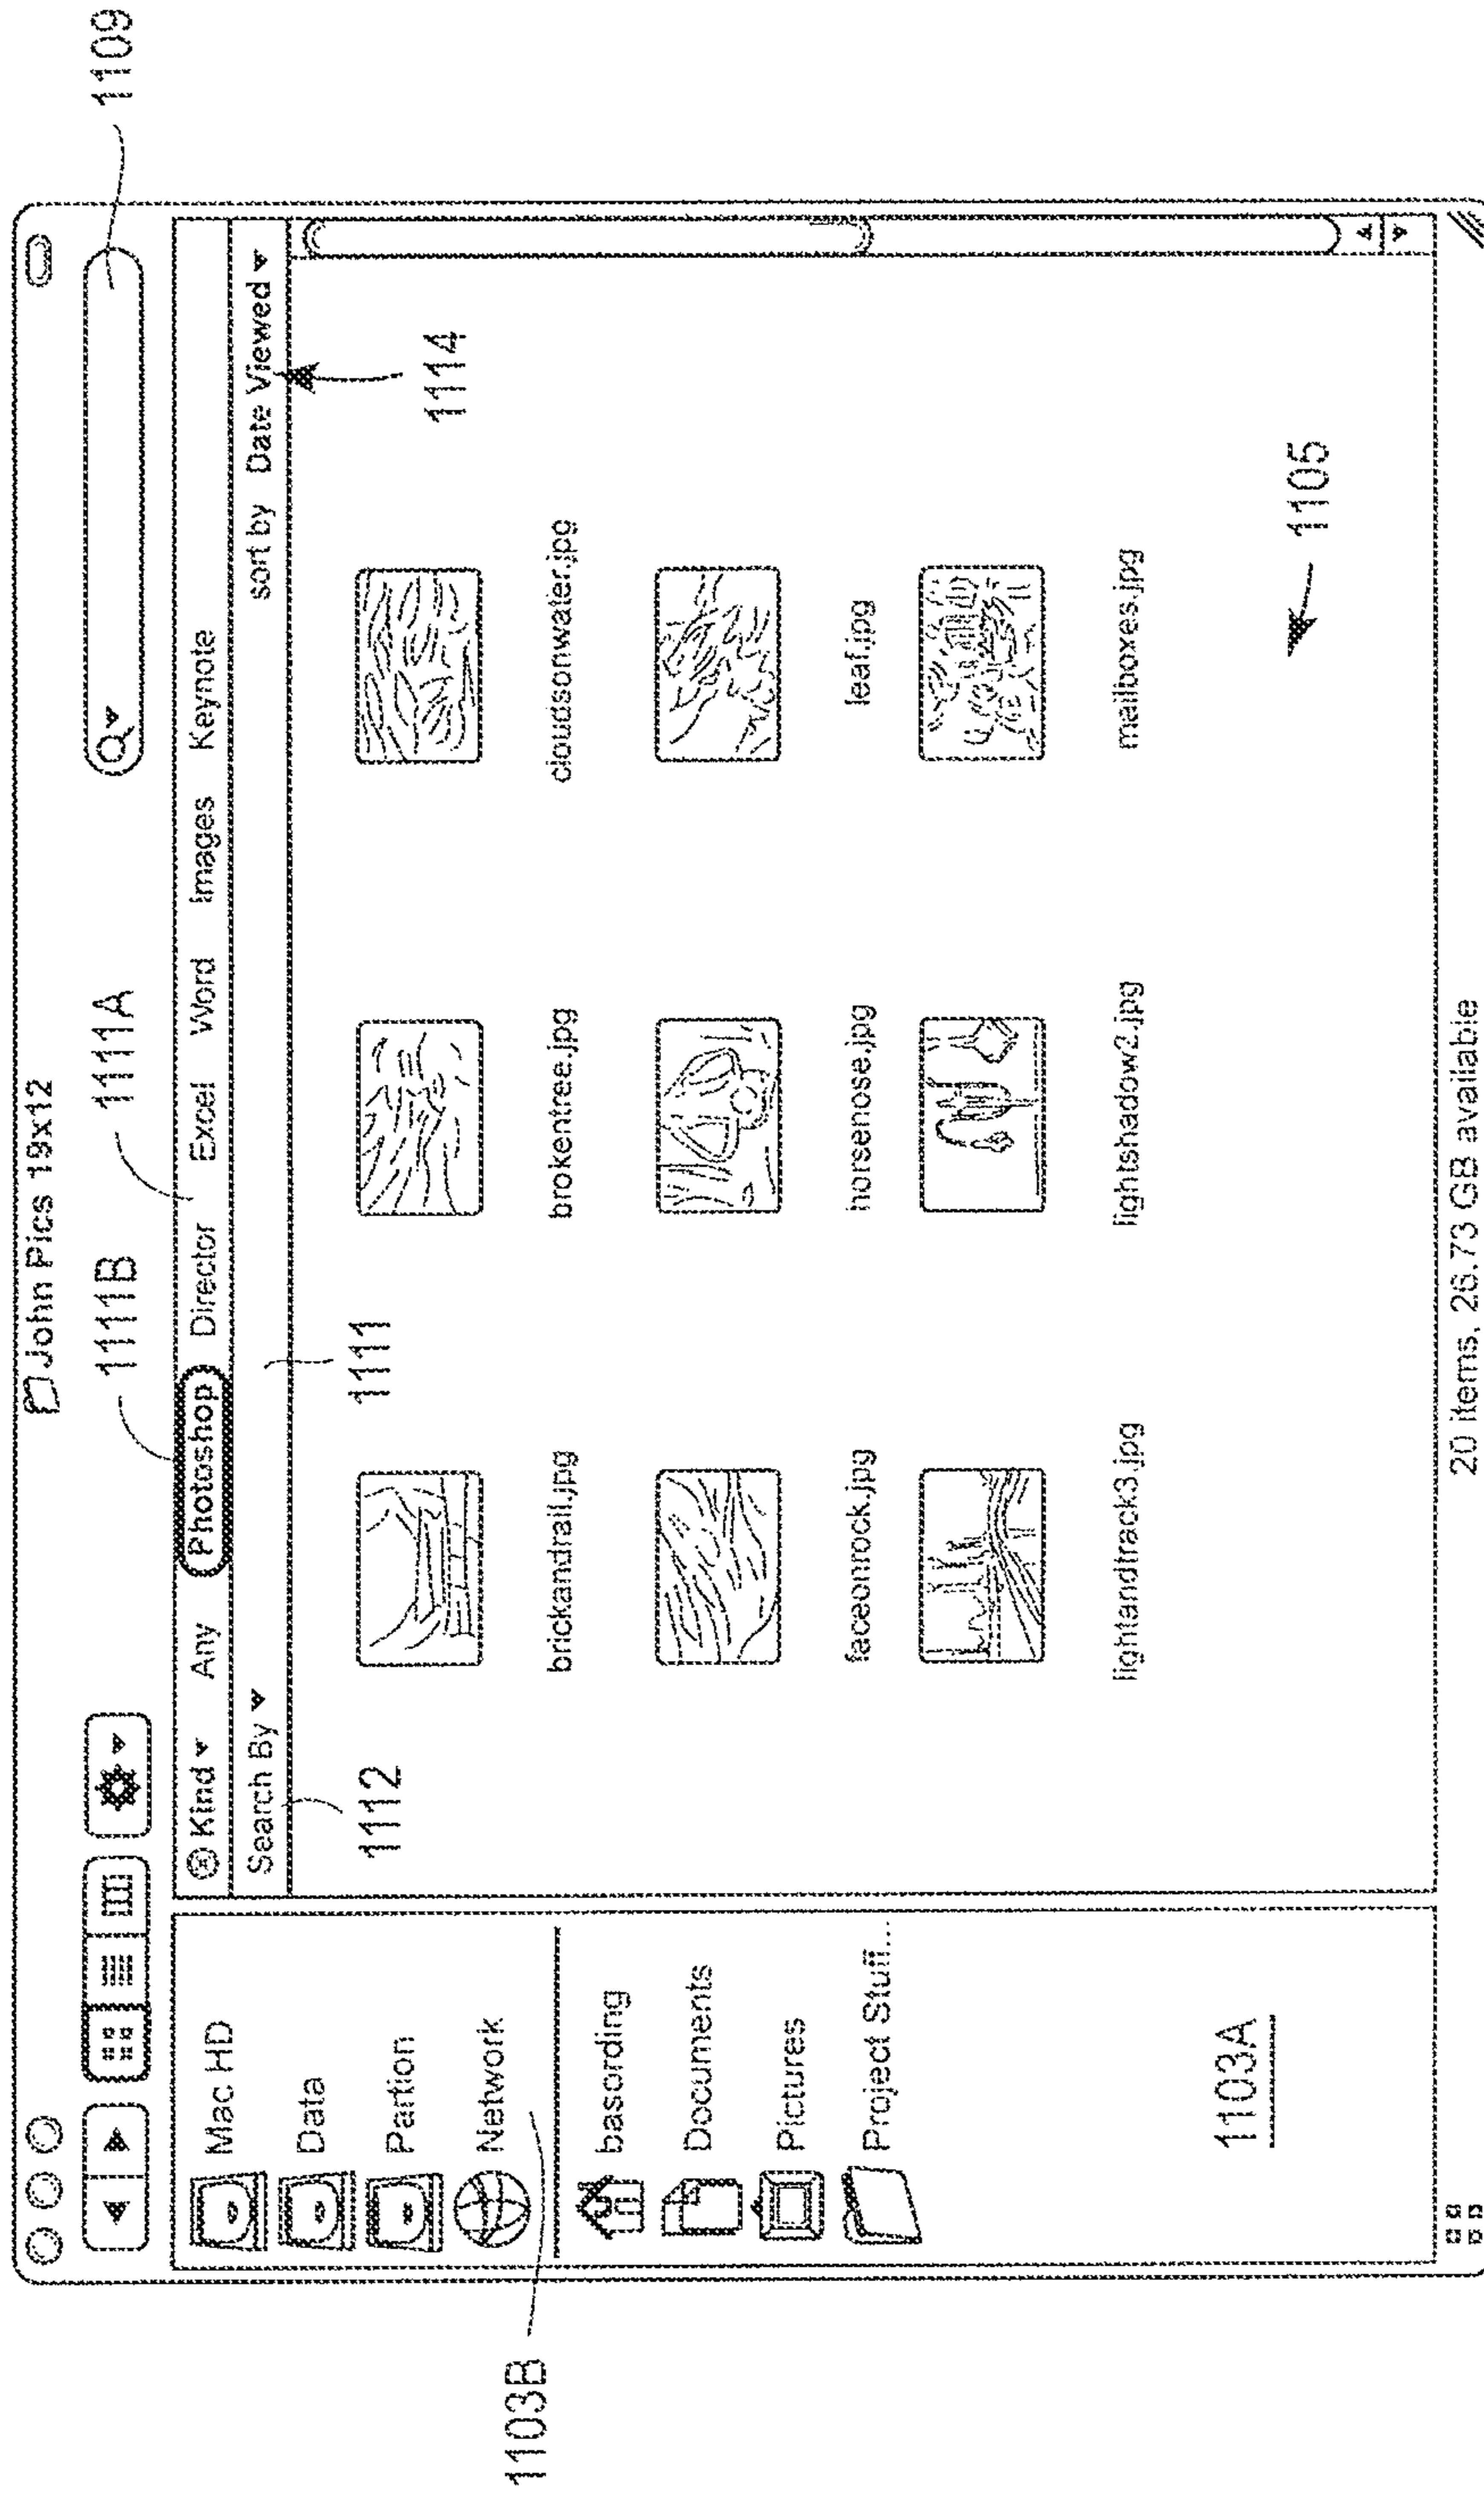 John Pics 19x12
1109
1111B
1111A
Kind Any Photoshop Director Excel Word Images Keynote
Search By
sort by Date Viewed
1112
1111
1114
Mac HD
Data
Partion
Network
1103B
basording
Documents
Pictures
Project Stuff...
1103A
brickandrail.jpg
brokentree.jpg
cloudsonwater.jpg
faceonrock.jpg
horsenose.jpg
leaf.jpg
lightandtrack3.jpg
lightshadow2.jpg
mailboxes.jpg
1105
20 items, 26.73 GB available